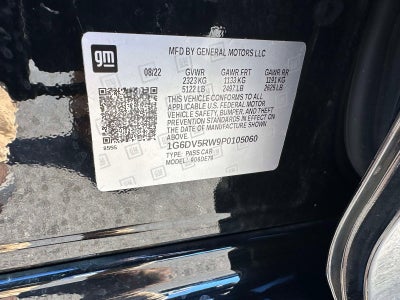 gm
MFD BY GENERAL MOTORS LLC
08/22 GVWR GAWR FRT GAWR RR
2323 KG 1133 KG 1191 KG
5122 LB 2497 LB 2625 LB
THIS VEHICLE CONFORMS TO ALL
APPLICABLE U.S. FEDERAL MOTOR
VEHICLE SAFETY, BUMPER, AND THEFT
PREVENTION STANDARDS IN EFFECT ON
THE DATE OF MANUFACTURE SHOWN
ABOVE.
1G6DV5RW9P0105060
TYPE: PASS CAR